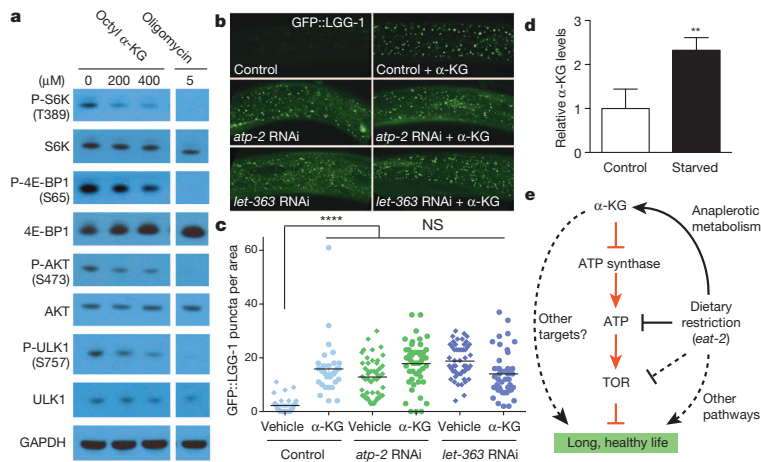 a
Octyl α-KG
Oligomycin
(μM) 0 200 400 5
P-S6K
(T389)
S6K
P-4E-BP1
(S65)
4E-BP1
P-AKT
(S473)
AKT
P-ULK1
(S757)
ULK1
GAPDH
b
GFP::LGG-1
Control
Control + α-KG
atp-2 RNAi
atp-2 RNAi + α-KG
let-363 RNAi
let-363 RNAi + α-KG
c
GFP::LGG-1 puncta per area
60
40
20
0
****
NS
Vehicle α-KG Vehicle α-KG Vehicle α-KG
Control atp-2 RNAi let-363 RNAi
d
Relative α-KG levels
3
2
1
0
**
Control Starved
e
α-KG
Anaplerotic
metabolism
ATP synthase
Other
targets?
ATP
Dietary
restriction
(eat-2)
TOR
Other
pathways
Long, healthy life